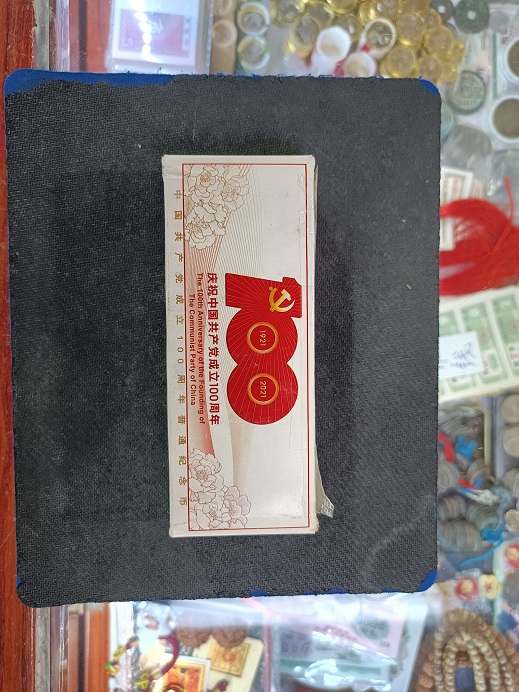 1921
2021
庆祝中国共产党成立100周年
The 100th Anniversary of the Founding of
The Communist Party of China
中国共产党成立100周年普通纪念币